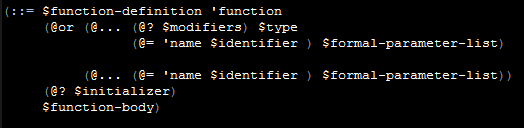 (::= $function-definition 'function
(@or (@... (@? $modifiers) $type
(@= 'name $identifier ) $formal-parameter-list)
(@... (@= 'name $identifier ) $formal-parameter-list))
(@? $initializer)
$function-body)